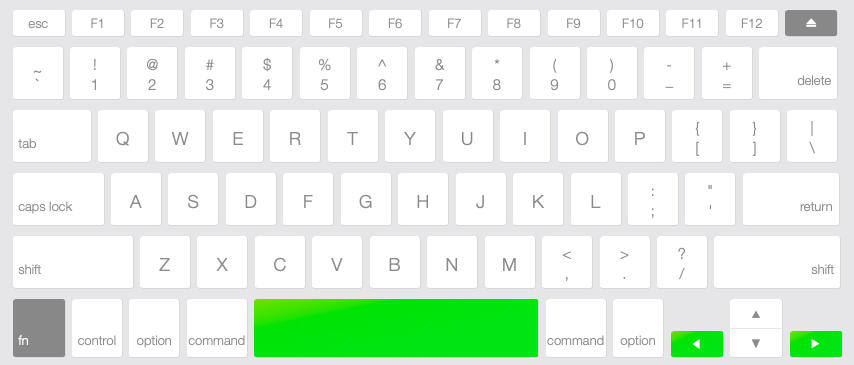 esc F1 F2 F3 F4 F5 F6 F7 F8 F9 F10 F11 F12 ⏏
~ ! @ # $ % ^ & * ( ) - +
` 1 2 3 4 5 6 7 8 9 0 _ = delete
tab Q W E R T Y U I O P { } |
[ ] \
caps lock A S D F G H J K L : "
; ' return
shift Z X C V B N M < > ?
, . / shift
▲
fn control option command command option ◀ ▼ ▶